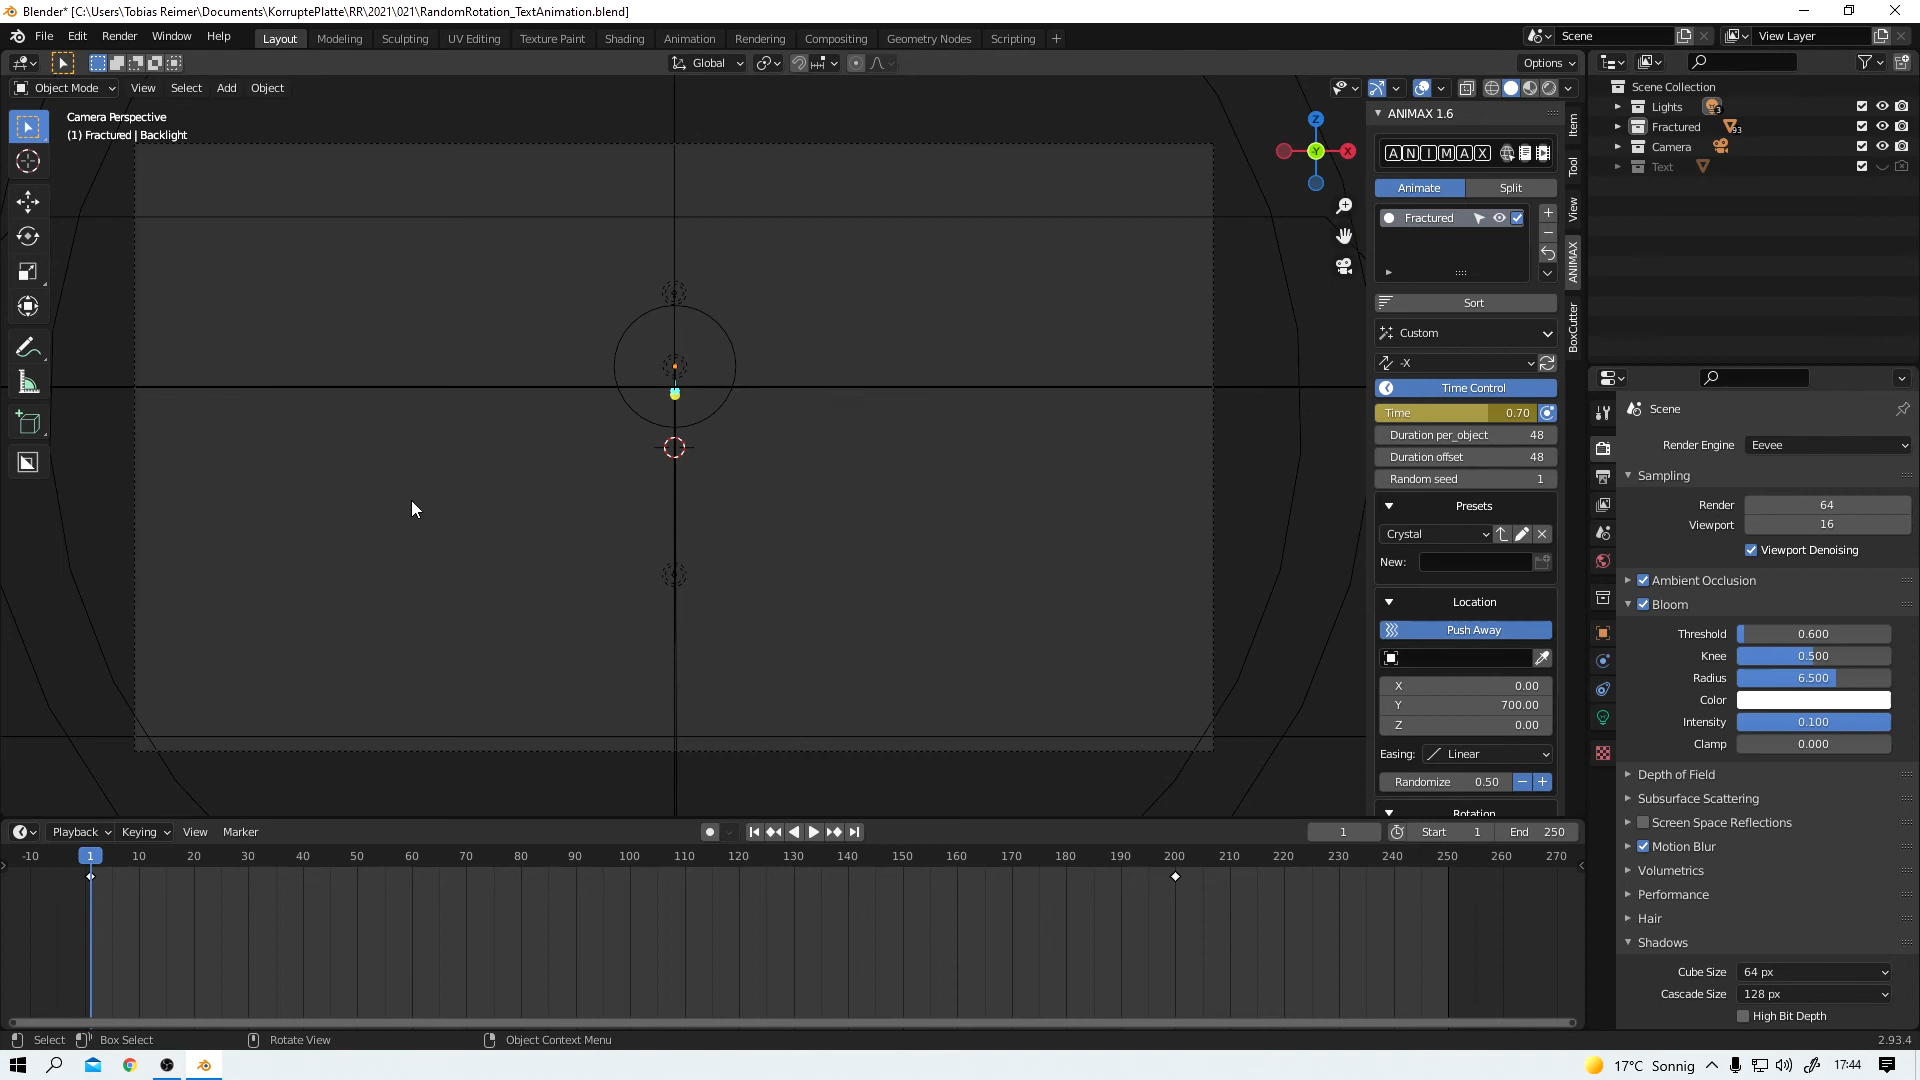 Blender* [C:\Users\Tobias Reimer\Documents\KorruptePlatte\RR\2021\021\RandomRotation_TextAnimation.blend]
File Edit Render Window Help Layout Modeling Sculpting UV Editing Texture Paint Shading Animation Rendering Compositing Geometry Nodes Scripting + Scene View Layer
Global Options
Object Mode View Select Add Object
Camera Perspective
(1) Fractured | Backlight
Z
-Y
X
ANIMAX 1.6
ANIMAX
Animate Split
Fractured
Sort
Custom
-X
Time Control
Time 0.70
Duration per_object 48
Duration offset 48
Random seed 1
Presets
Crystal
New:
Location
Push Away
X 0.00
Y 700.00
Z 0.00
Easing: Linear
Randomize 0.50
Rotation
Item
Tool
View
ANIMAX
BoxCutter
Scene Collection
Lights 3
Fractured 93
Camera
Text
Scene
Render Engine Eevee
Sampling
Render 64
Viewport 16
Viewport Denoising
Ambient Occlusion
Bloom
Threshold 0.600
Knee 0.500
Radius 6.500
Color
Intensity 0.100
Clamp 0.000
Depth of Field
Subsurface Scattering
Screen Space Reflections
Motion Blur
Volumetrics
Performance
Hair
Shadows
Cube Size 64 px
Cascade Size 128 px
High Bit Depth
Playback Keying View Marker 1 Start 1 End 250
-10 1 10 20 30 40 50 60 70 80 90 100 110 120 130 140 150 160 170 180 190 200 210 220 230 240 250 260 270
Select Box Select Rotate View Object Context Menu 2.93.4
17°C Sonnig 17:44